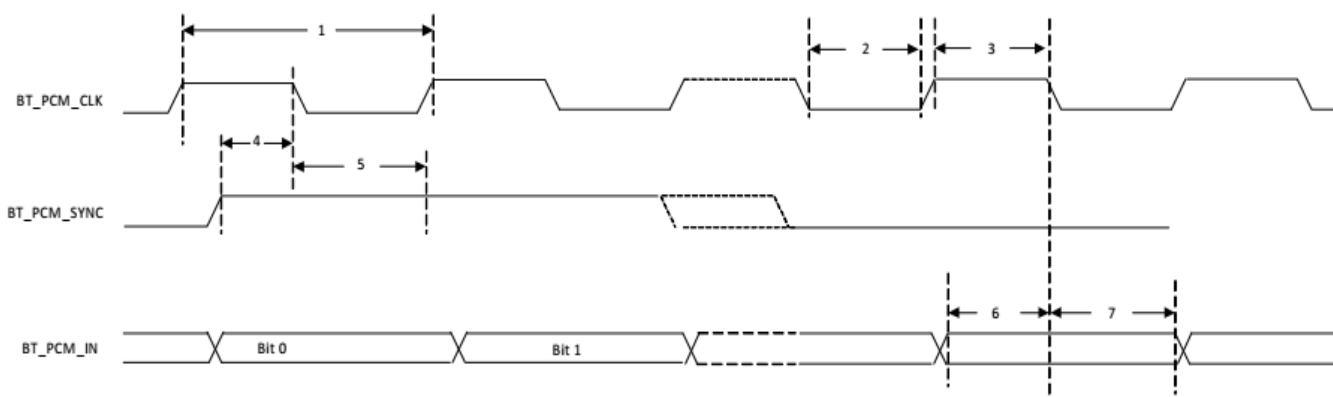 1
2
3
BT_PCM_CLK
4
5
BT_PCM_SYNC
6
7
BT_PCM_IN
Bit 0
Bit 1